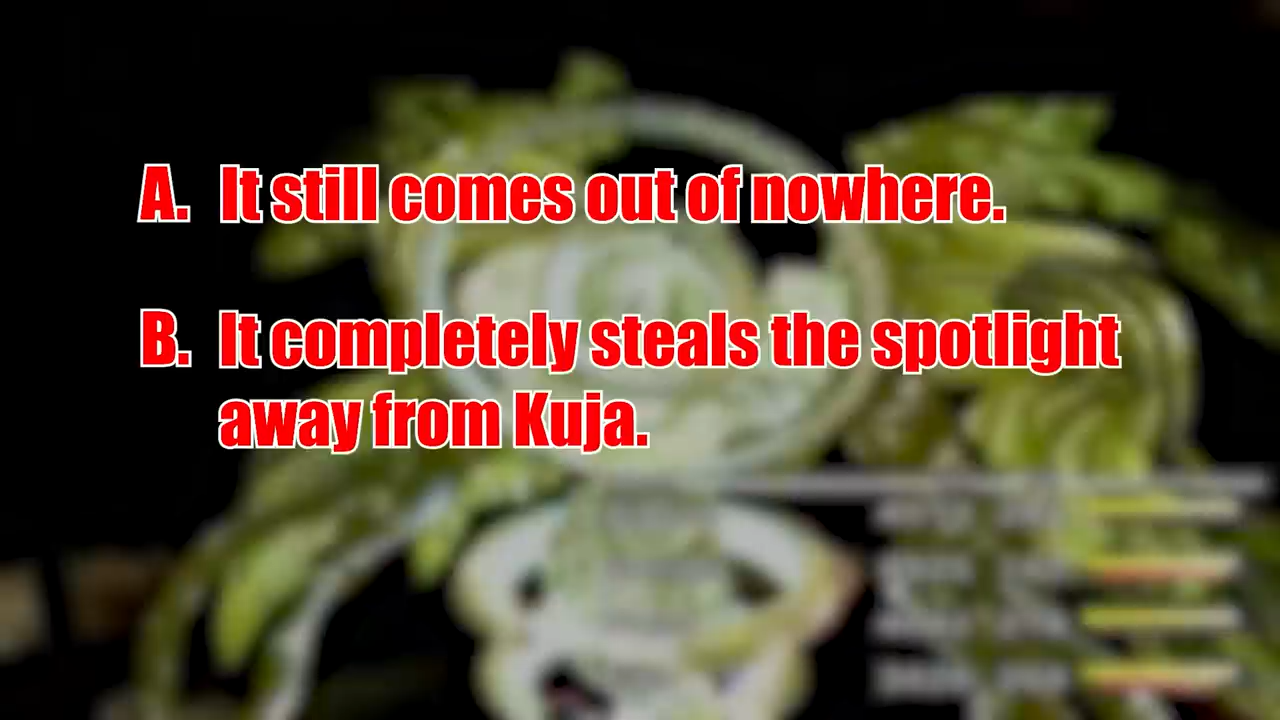 A. It still comes out of nowhere.
B. It completely steals the spotlight
away from Kuja.